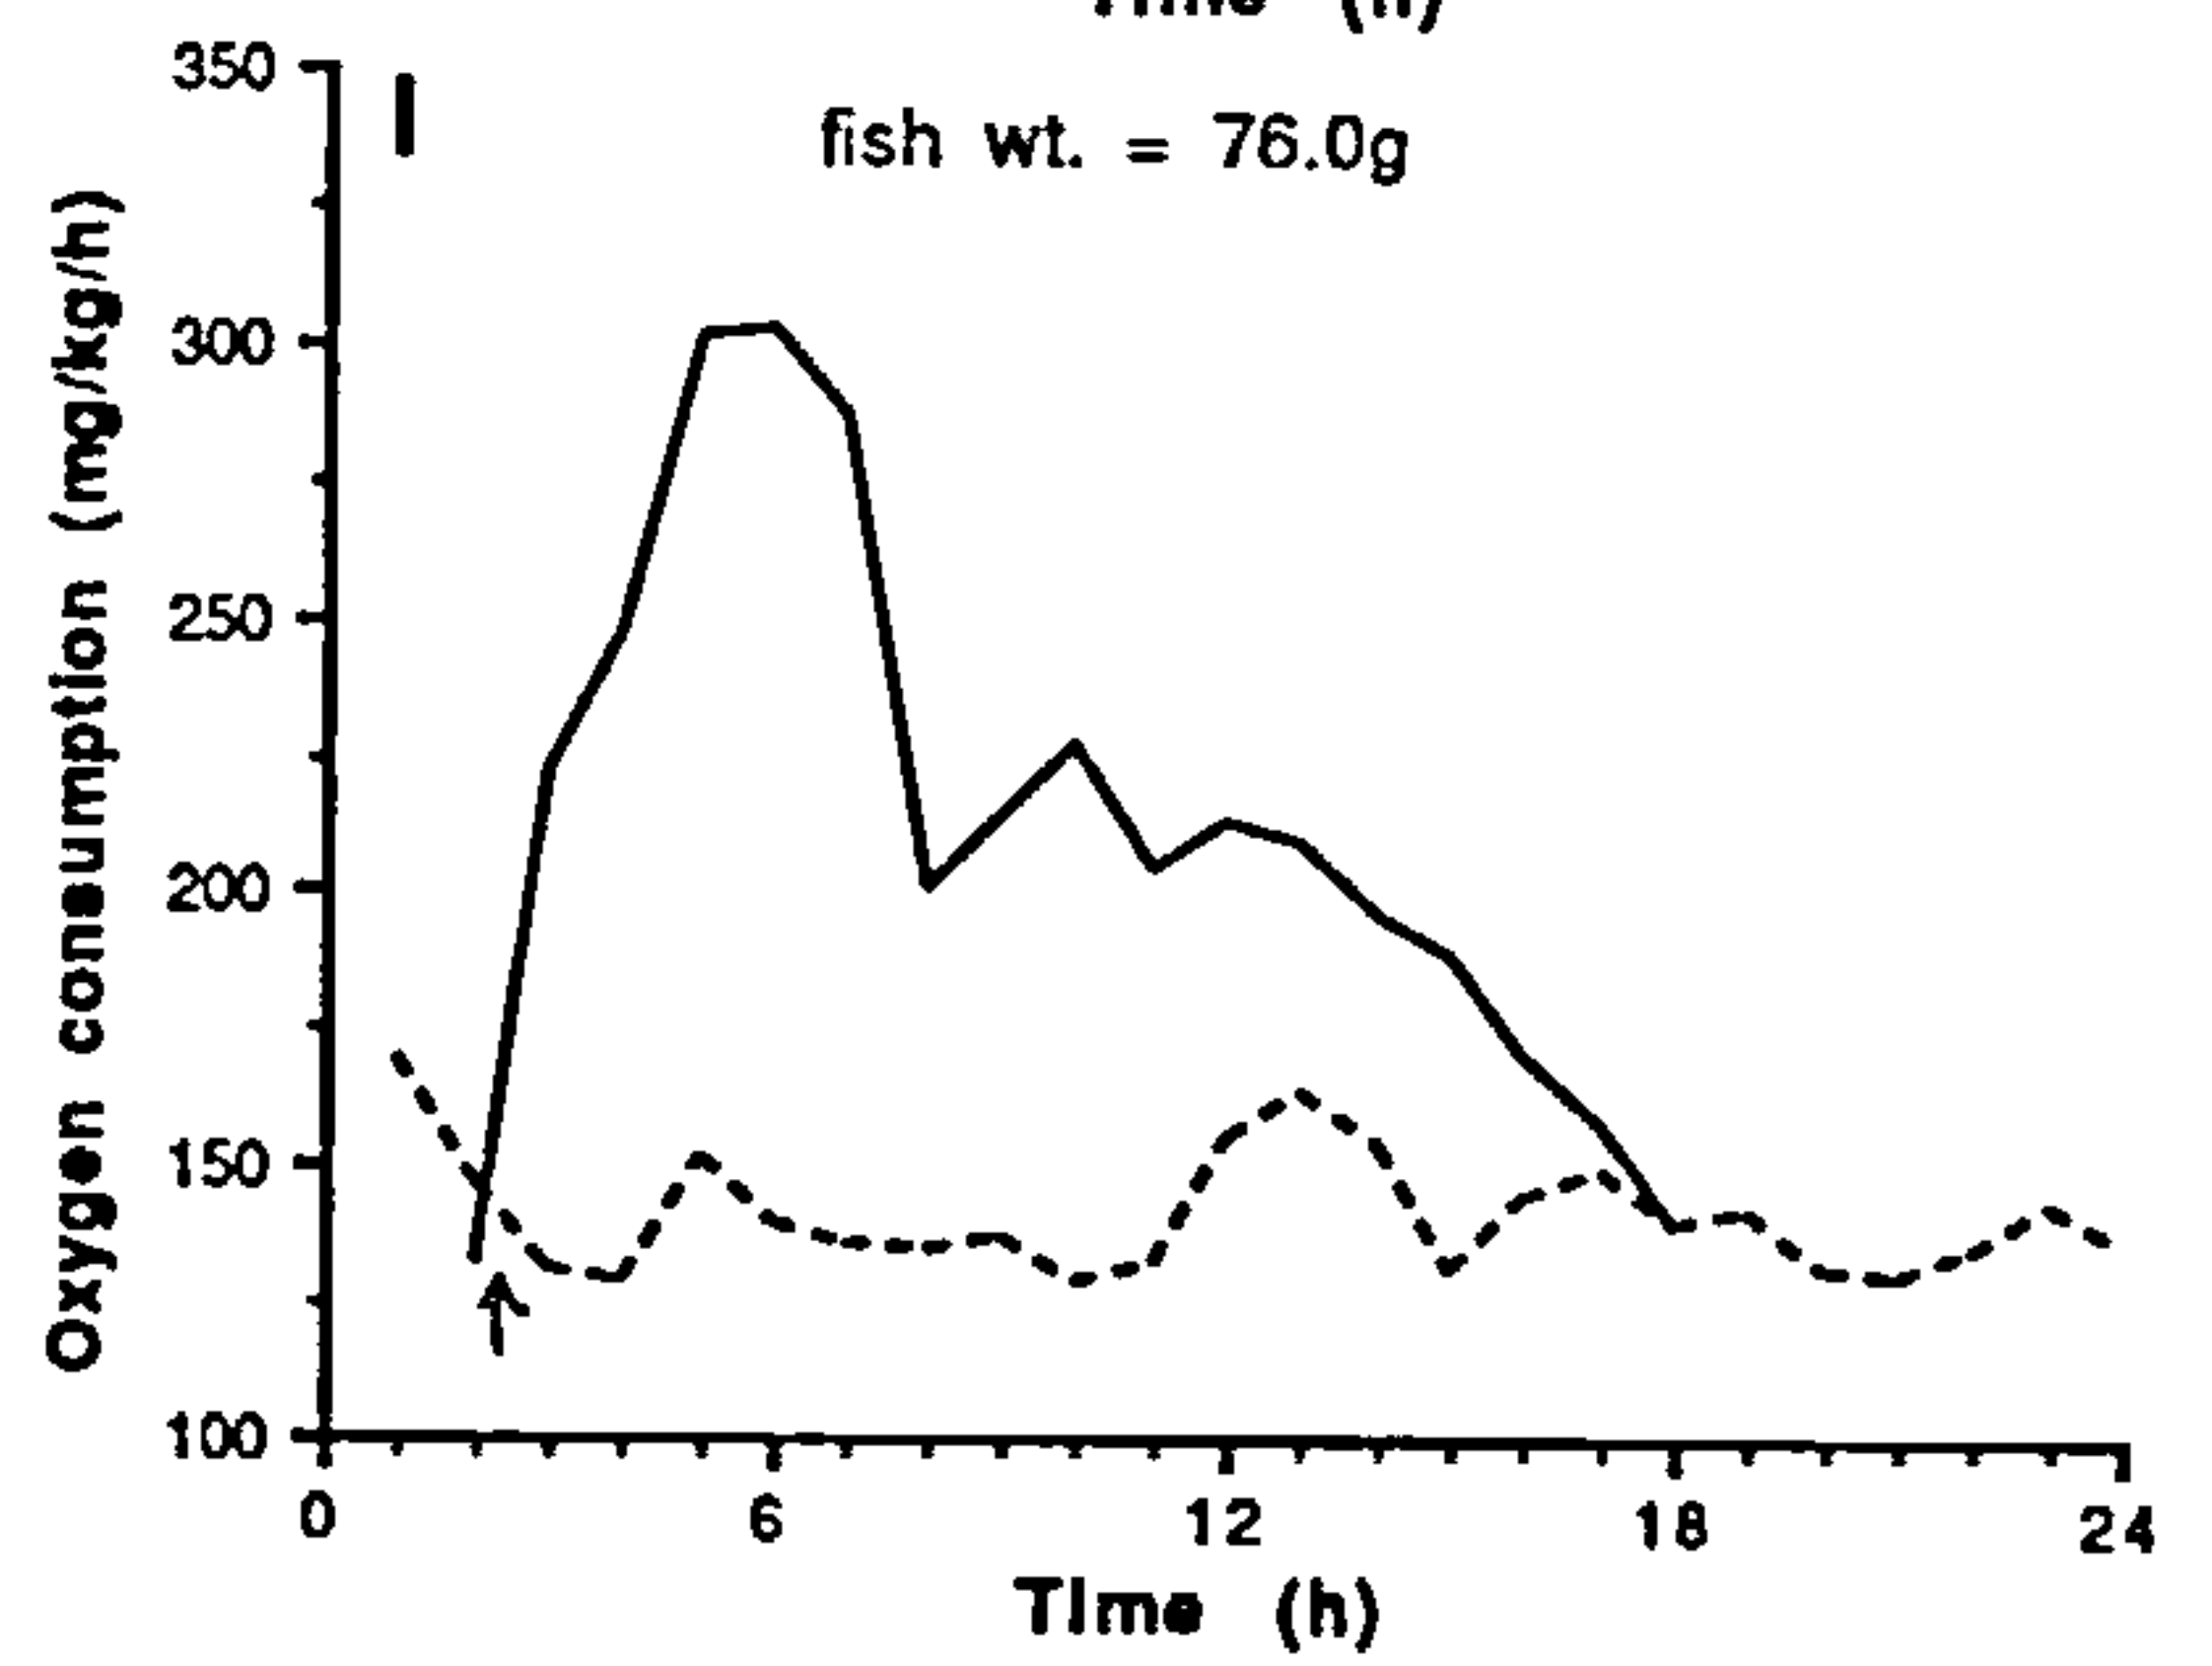 Time (h)
350
I
fish wt. = 76.0g
300
250
200
150
100
Oxygen consumption (mg/kg/h)
0 6 12 18 24
Time (h)